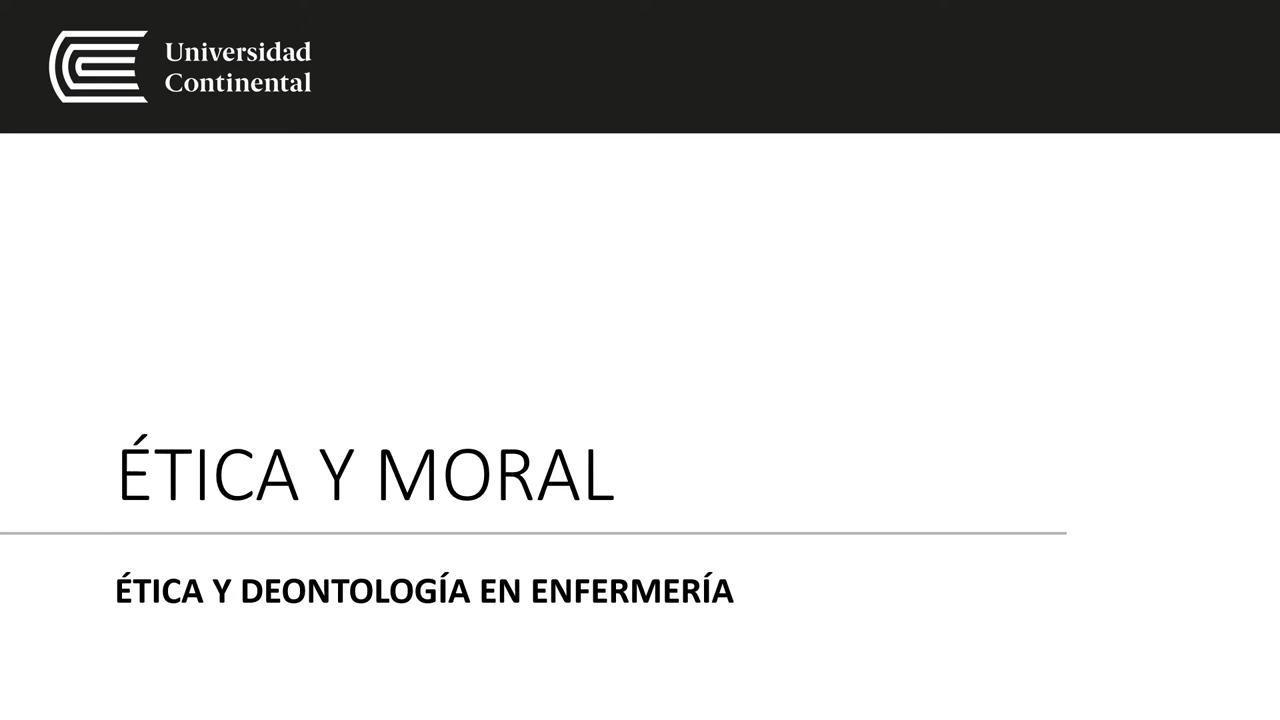 Universidad
Continental
ÉTICA Y MORAL
ÉTICA Y DEONTOLOGÍA EN ENFERMERÍA